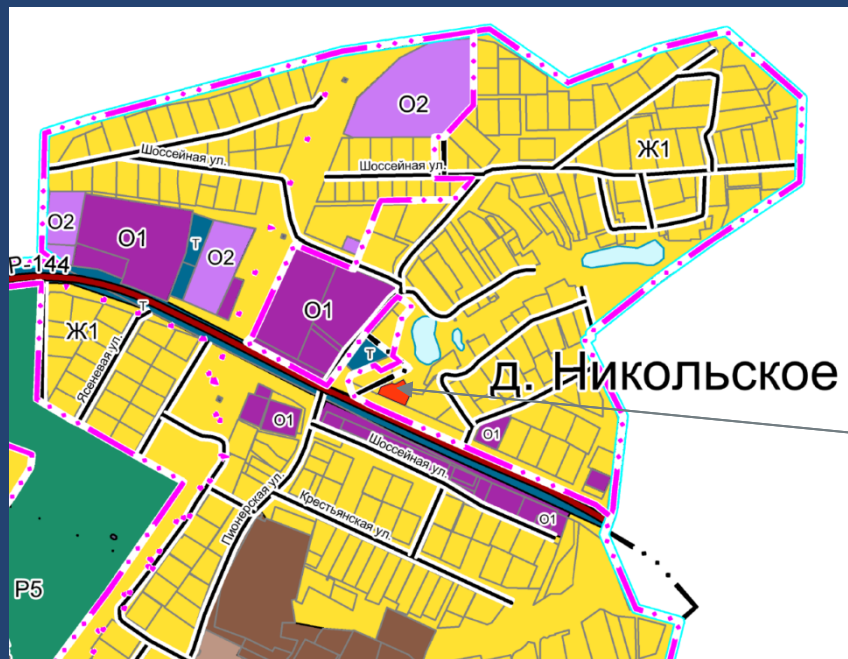 О2
Ж1
Шоссейная ул.
Шоссейная ул.
О2
О1
Т
О2
Р-144
О1
Т
Ж1
Т
Ясеневая ул.
д. Никольское
О1
О1
Шоссейная ул.
Пионерская ул.
Крестьянская ул.
О1
Р5